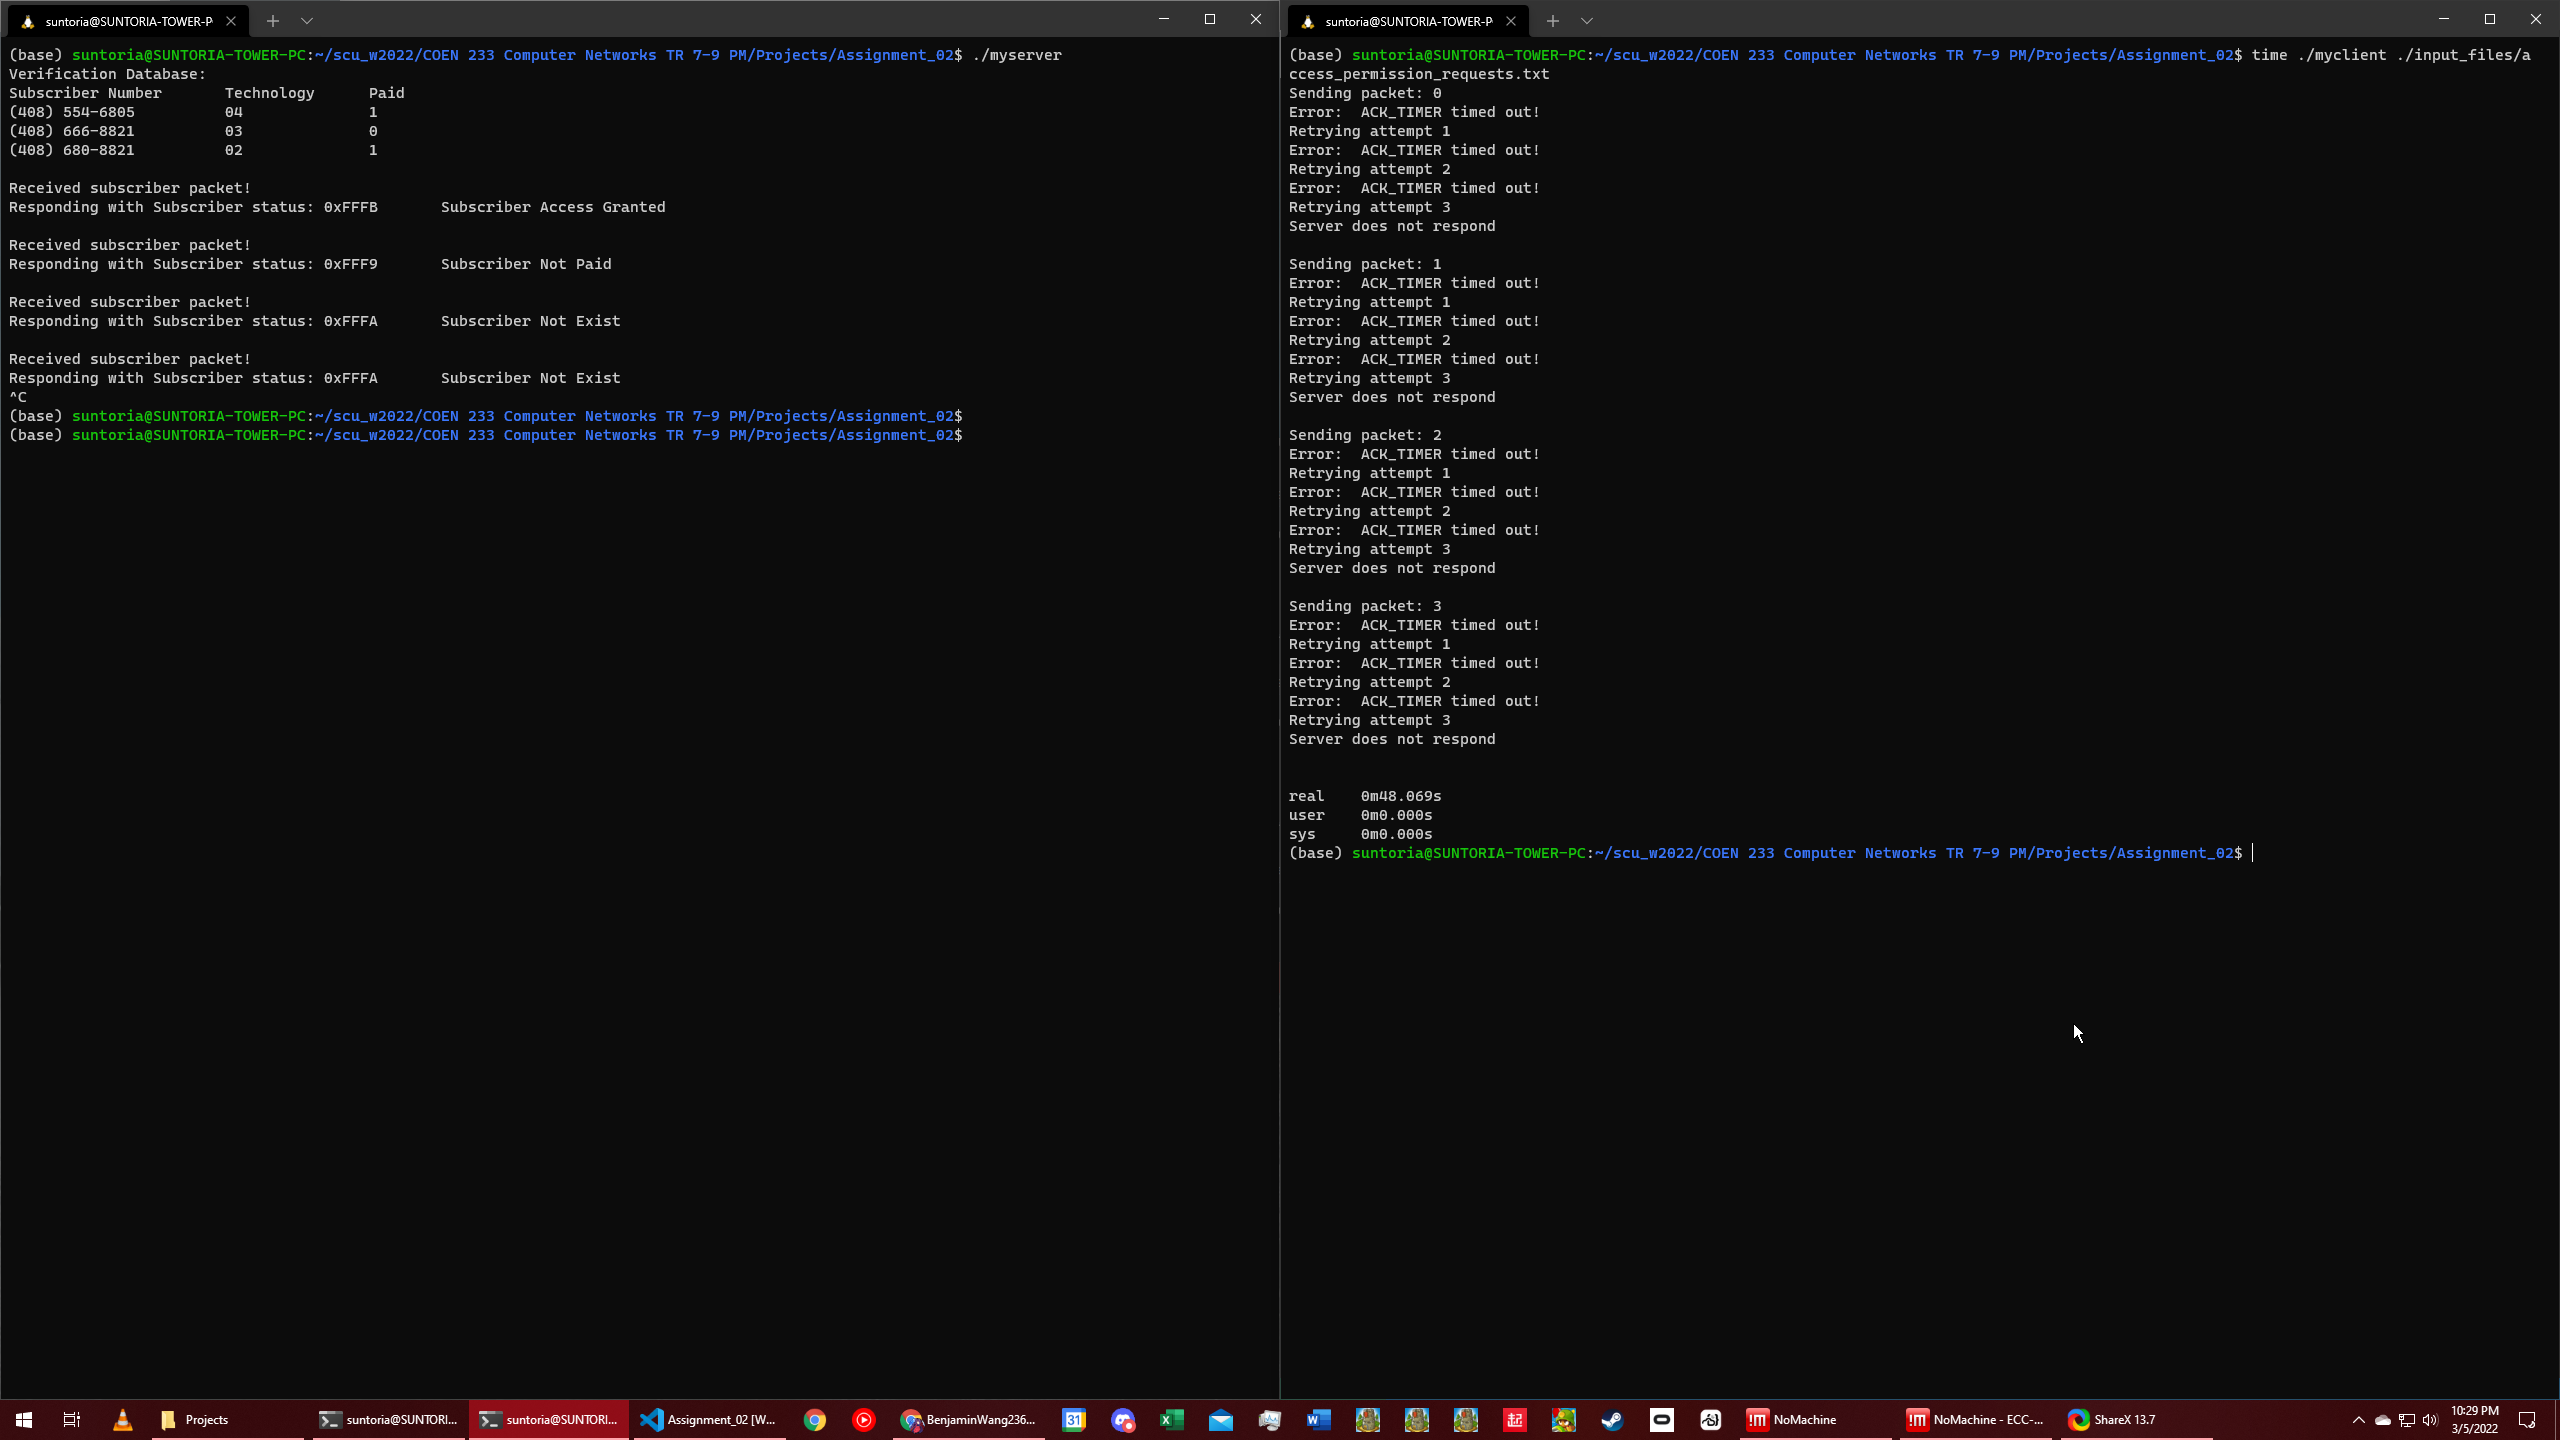 suntoria@SUNTORIA-TOWER-P
(base) suntoria@SUNTORIA-TOWER-PC:~/scu_w2022/COEN 233 Computer Networks TR 7-9 PM/Projects/Assignment_02$ ./myserver
Verification Database:
Subscriber Number Technology Paid
(408) 554-6805 04 1
(408) 666-8821 03 0
(408) 680-8821 02 1
Received subscriber packet!
Responding with Subscriber status: 0xFFFB Subscriber Access Granted
Received subscriber packet!
Responding with Subscriber status: 0xFFF9 Subscriber Not Paid
Received subscriber packet!
Responding with Subscriber status: 0xFFFA Subscriber Not Exist
Received subscriber packet!
Responding with Subscriber status: 0xFFFA Subscriber Not Exist
^C
(base) suntoria@SUNTORIA-TOWER-PC:~/scu_w2022/COEN 233 Computer Networks TR 7-9 PM/Projects/Assignment_02$
(base) suntoria@SUNTORIA-TOWER-PC:~/scu_w2022/COEN 233 Computer Networks TR 7-9 PM/Projects/Assignment_02$
suntoria@SUNTORIA-TOWER-P
(base) suntoria@SUNTORIA-TOWER-PC:~/scu_w2022/COEN 233 Computer Networks TR 7-9 PM/Projects/Assignment_02$ time ./myclient ./input_files/a
ccess_permission_requests.txt
Sending packet: 0
Error:  ACK_TIMER timed out!
Retrying attempt 1
Error:  ACK_TIMER timed out!
Retrying attempt 2
Error:  ACK_TIMER timed out!
Retrying attempt 3
Server does not respond
Sending packet: 1
Error:  ACK_TIMER timed out!
Retrying attempt 1
Error:  ACK_TIMER timed out!
Retrying attempt 2
Error:  ACK_TIMER timed out!
Retrying attempt 3
Server does not respond
Sending packet: 2
Error:  ACK_TIMER timed out!
Retrying attempt 1
Error:  ACK_TIMER timed out!
Retrying attempt 2
Error:  ACK_TIMER timed out!
Retrying attempt 3
Server does not respond
Sending packet: 3
Error:  ACK_TIMER timed out!
Retrying attempt 1
Error:  ACK_TIMER timed out!
Retrying attempt 2
Error:  ACK_TIMER timed out!
Retrying attempt 3
Server does not respond
real 0m48.069s
user 0m0.000s
sys 0m0.000s
(base) suntoria@SUNTORIA-TOWER-PC:~/scu_w2022/COEN 233 Computer Networks TR 7-9 PM/Projects/Assignment_02$
Projects suntoria@SUNTORI... suntoria@SUNTORI... Assignment_02 [W... BenjaminWang236... 31 起 !M NoMachine !M NoMachine - ECC-... ShareX 13.7 10:29 PM
3/5/2022